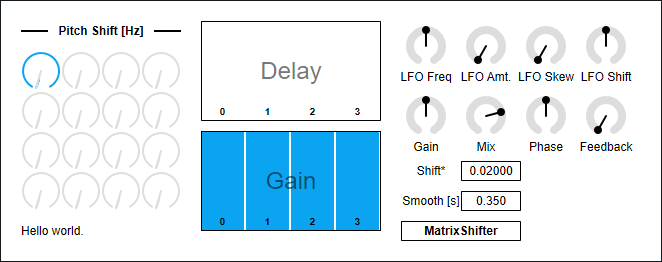 Pitch Shift [Hz]
Delay
0 1 2 3
Gain
0 1 2 3
LFO Freq LFO Amt. LFO Skew LFO Shift
Gain Mix Phase Feedback
Shift* 0.02000
Smooth [s] 0.350
MatrixShifter
Hello world.